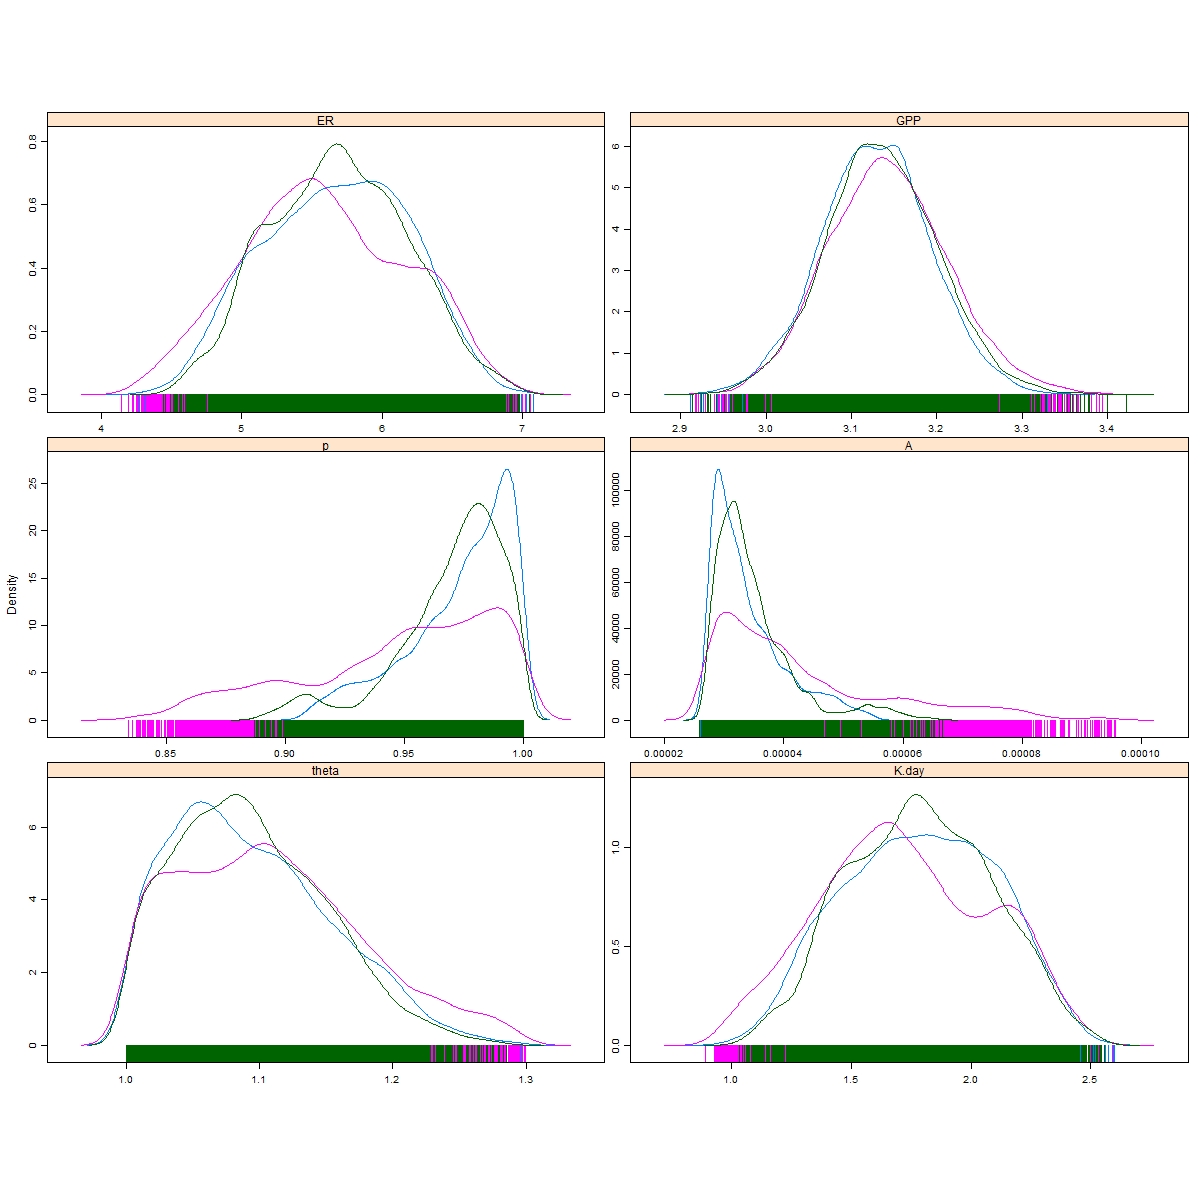 ER
GPP
0.0 0.2 0.4 0.6 0.8
0 1 2 3 4 5 6
4 5 6 7
2.9 3.0 3.1 3.2 3.3 3.4
p
A
Density
0 5 10 15 20 25
0 20000 40000 60000 80000 100000
0.85 0.90 0.95 1.00
0.00002 0.00004 0.00006 0.00008 0.00010
theta
K.day
0 2 4 6
0.0 0.5 1.0
1.0 1.1 1.2 1.3
1.0 1.5 2.0 2.5